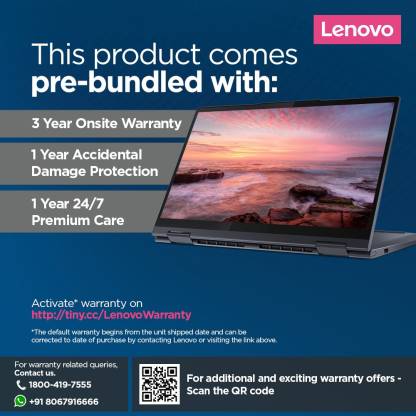 Lenovo
This product comes
pre-bundled with:
3 Year Onsite Warranty
1 Year Accidental
Damage Protection
1 Year 24/7
Premium Care
Activate* warranty on
http://tiny.cc/LenovoWarranty
*The default warranty begins from the unit shipped date and can be
corrected to date of purchase by contacting Lenovo or visiting the link above.
For warranty related queries,
Contact us.
1800-419-7555
+91 8067916666
For additional and exciting warranty offers -
Scan the QR code